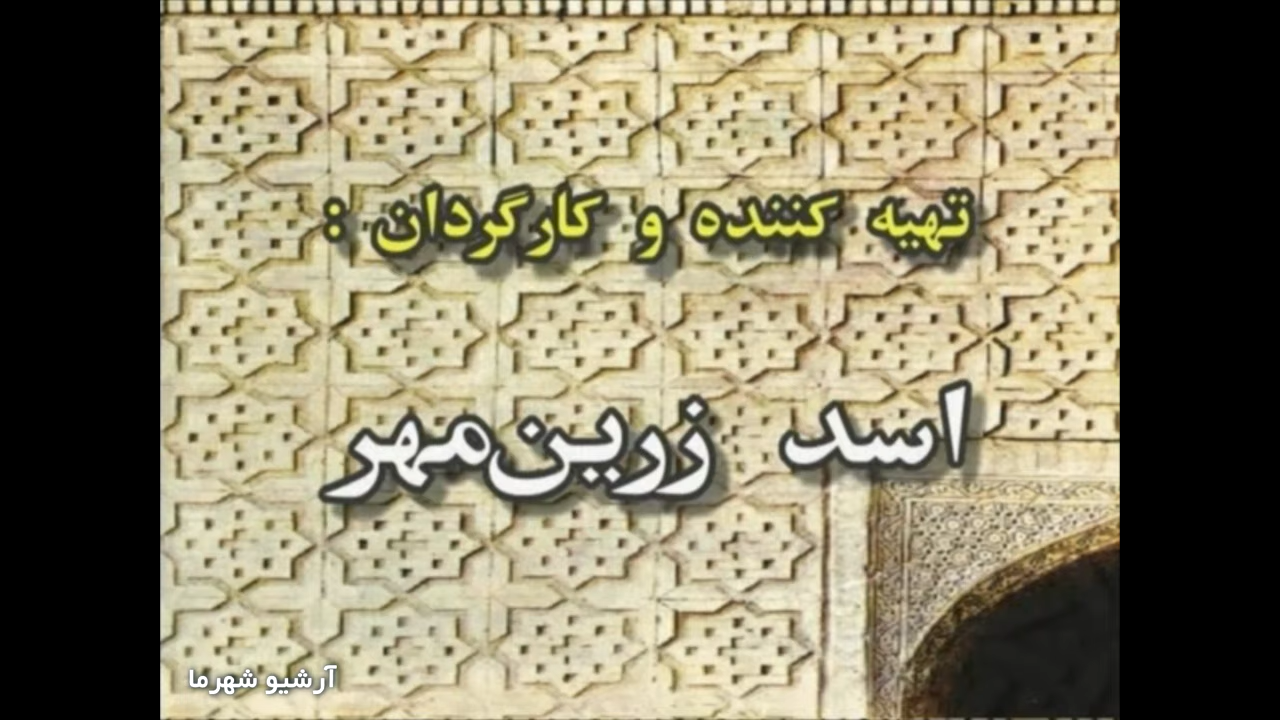 تهیه کننده و کارگردان :
اسد زرین‌مهر
آرشیو شهرما